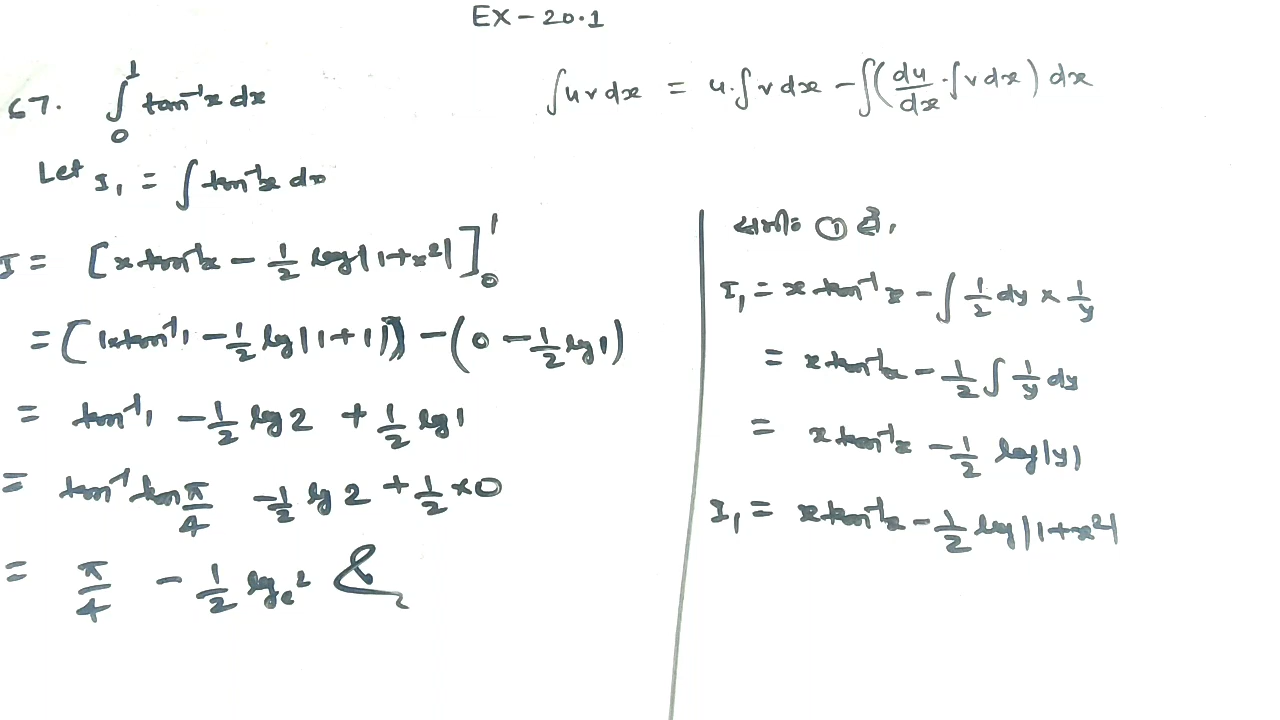 EX - 20.1
67. ∫₀¹ tan⁻¹x dx
∫uv dx = u.∫v dx - ∫(du/dx .∫v dx) dx
Let I₁ = ∫ tan⁻¹x dx
I = [x tan⁻¹x - 1/2 log|1+x²|]₀¹
= (1×tan⁻¹1 - 1/2 log|1+1|) - (0 - 1/2 log1)
= tan⁻¹1 - 1/2 log 2 + 1/2 log1
= tan⁻¹ tan π/4 - 1/2 log 2 + 1/2 ×0
= π/4 - 1/2 logₑ2
समी० ① से,
I₁ = x tan⁻¹x - ∫ 1/2 dy × 1/y
= x tan⁻¹x - 1/2 ∫ 1/y dy
= x tan⁻¹x - 1/2 log|y|
I₁ = x tan⁻¹x - 1/2 log|1+x²|